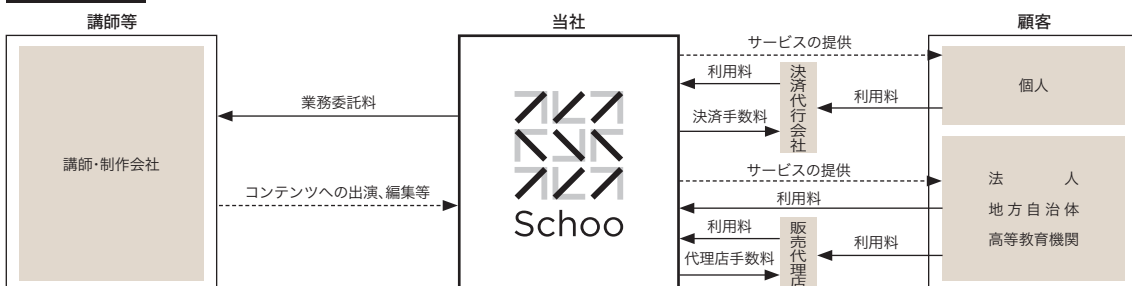 講師等
当社
顧客
講師・制作会社
業務委託料
コンテンツへの出演、編集等
Schoo
サービスの提供
利用料
決済手数料
決済代行会社
利用料
個人
サービスの提供
利用料
利用料
代理店手数料
販売代理店
利用料
法人
地方自治体
高等教育機関